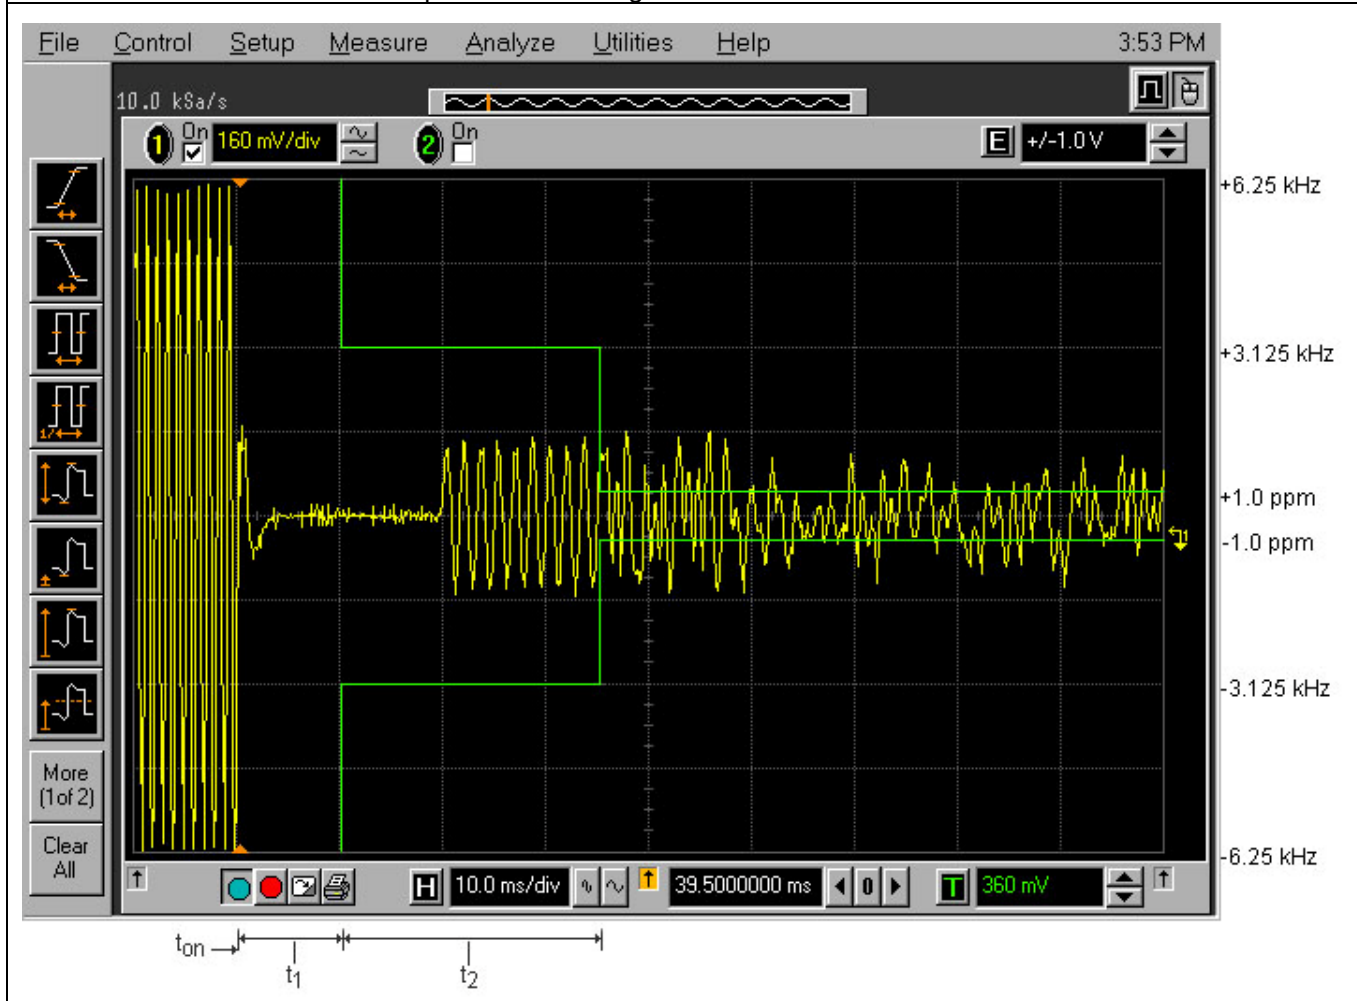 File Control Setup Measure Analyze Utilities Help 3:53 PM
10.0 kSa/s
1 On 160 mV/div 2 On E +/-1.0 V
+6.25 kHz
+3.125 kHz
+1.0 ppm
-1.0 ppm
-3.125 kHz
-6.25 kHz
More
(1of 2)
Clear
All
H 10.0 ms/div 39.5000000 ms 0 T 360 mV
ton
t1
t2